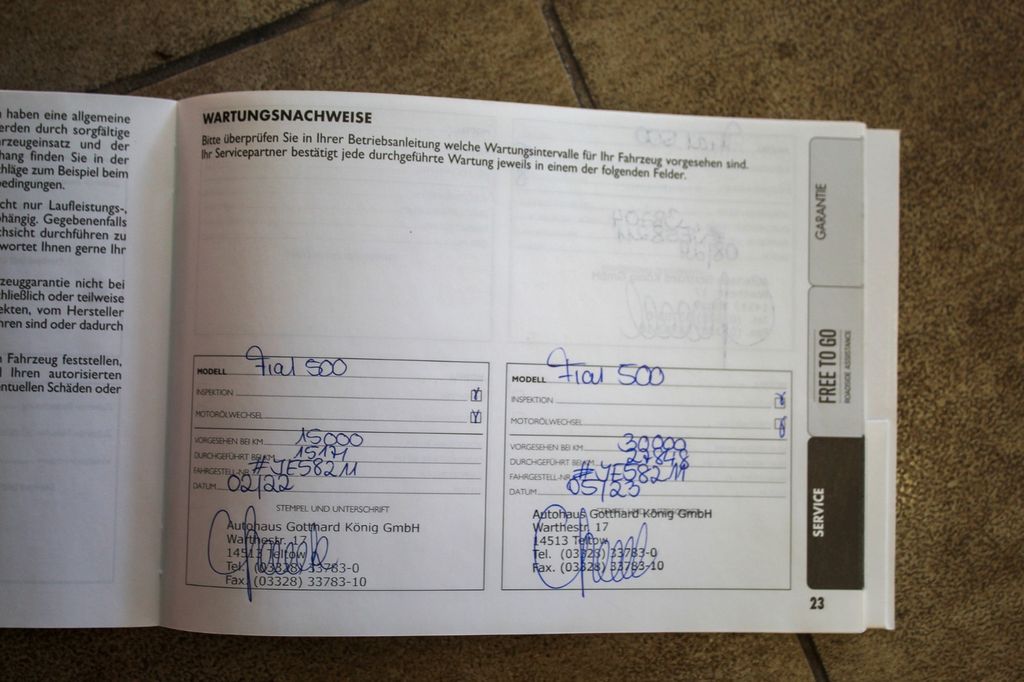 haben eine allgemeine
erden durch sorgfältige
rzeugeinsatz und der
hang finden Sie in der
hläge zum Beispiel beim
edingungen.
cht nur Laufleistungs-,
hängig. Gegebenenfalls
hsicht durchführen zu
wortet Ihnen gerne Ihr
zeuggarantie nicht bei
hließlich oder teilweise
ekten, vom Hersteller
ren sind oder dadurch
Fahrzeug feststellen,
Ihren autorisierten
entuellen Schäden oder
WARTUNGSNACHWEISE
Bitte überprüfen Sie in Ihrer Betriebsanleitung welche Wartungsintervalle für Ihr Fahrzeug vorgesehen sind.
Ihr Servicepartner bestätigt jede durchgeführte Wartung jeweils in einem der folgenden Felder.
MODELL Fiat 500
INSPEKTION
MOTORÖLWECHSEL
VORGESEHEN BEI KM 15000
DURCHGEFÜHRT BEI KM 15171
FAHRGESTELL-NR. #JE58211
DATUM 02/22
STEMPEL UND UNTERSCHRIFT
Autohaus Gotthard König GmbH
Warthestr. 17
14513 Teltow
Tel. (03328) 33783-0
Fax. (03328) 33783-10
MODELL Fiat 500
INSPEKTION
MOTORÖLWECHSEL
VORGESEHEN BEI KM 30000
DURCHGEFÜHRT BEI KM 27848
FAHRGESTELL-NR. #JE58211
DATUM 05/23
Autohaus Gotthard König GmbH
Warthestr. 17
14513 Teltow
Tel. (03328) 33783-0
Fax. (03328) 33783-10
GARANTIE
FREE TO GO
ROADSIDE ASSISTANCE
SERVICE
23